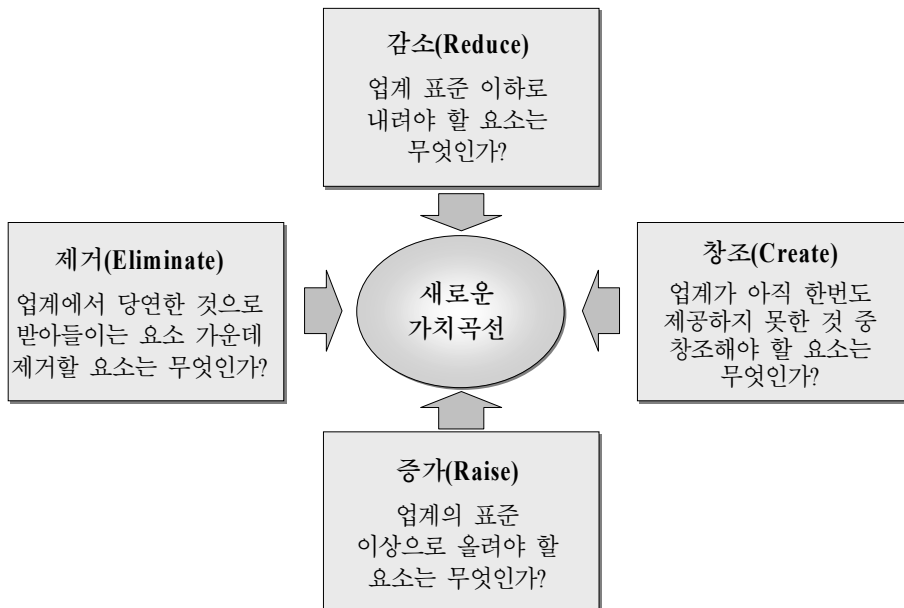 감소(Reduce)
업계 표준 이하로
내려야 할 요소는
무엇인가?
제거(Eliminate)
업계에서 당연한 것으로
받아들이는 요소 가운데
제거할 요소는 무엇인가?
새로운
가치곡선
창조(Create)
업계가 아직 한번도
제공하지 못한 것 중
창조해야 할 요소는
무엇인가?
증가(Raise)
업계의 표준
이상으로 올려야 할
요소는 무엇인가?